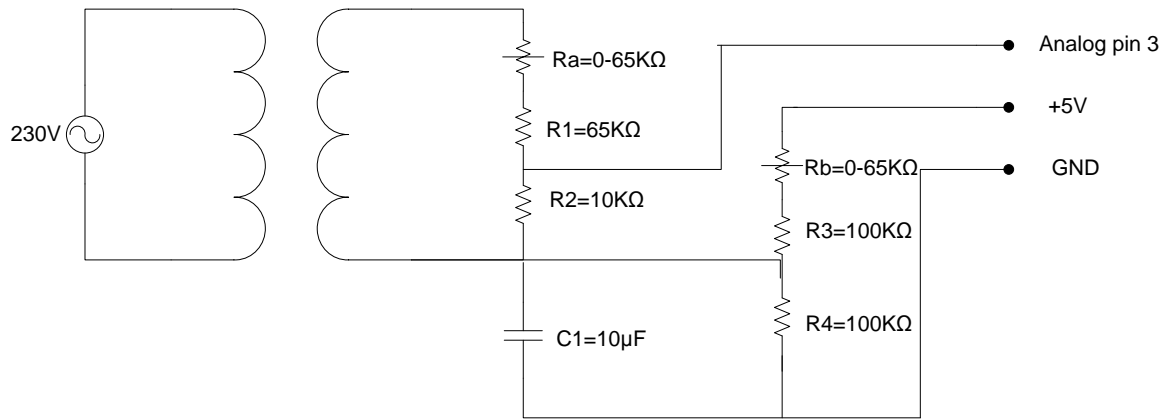 Analog pin 3
Ra=0-65KΩ
+5V
R1=65KΩ
230V
GND
Rb=0-65KΩ
R2=10KΩ
R3=100KΩ
R4=100KΩ
C1=10µF